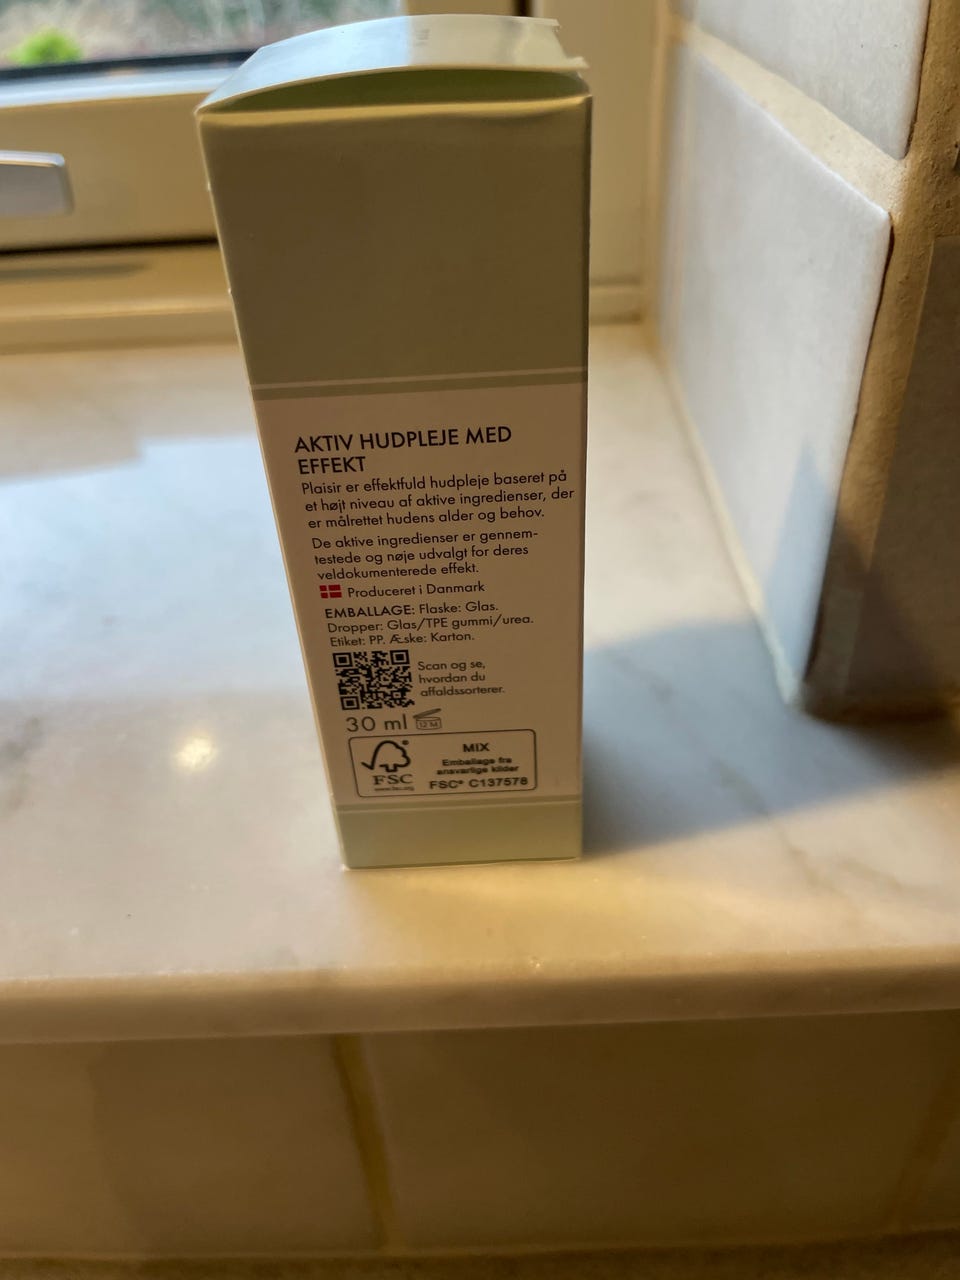 AKTIV HUDPLEJE MED
EFFEKT
Plaisir er effektfuld hudpleje baseret på
et højt niveau af aktive ingredienser, der
er målrettet hudens alder og behov.
De aktive ingredienser er gennem-
testede og nøje udvalgt for deres
veldokumenterede effekt.
Produceret i Danmark
EMBALLAGE: Flaske: Glas.
Dropper: Glas/TPE gummi/urea.
Etiket: PP. Æske: Karton.
Scan og se,
hvordan du
affaldssorterer.
30 ml 12 M
FSC®
www.fsc.org
MIX
Emballage fra
ansvarlige kilder
FSC® C137578